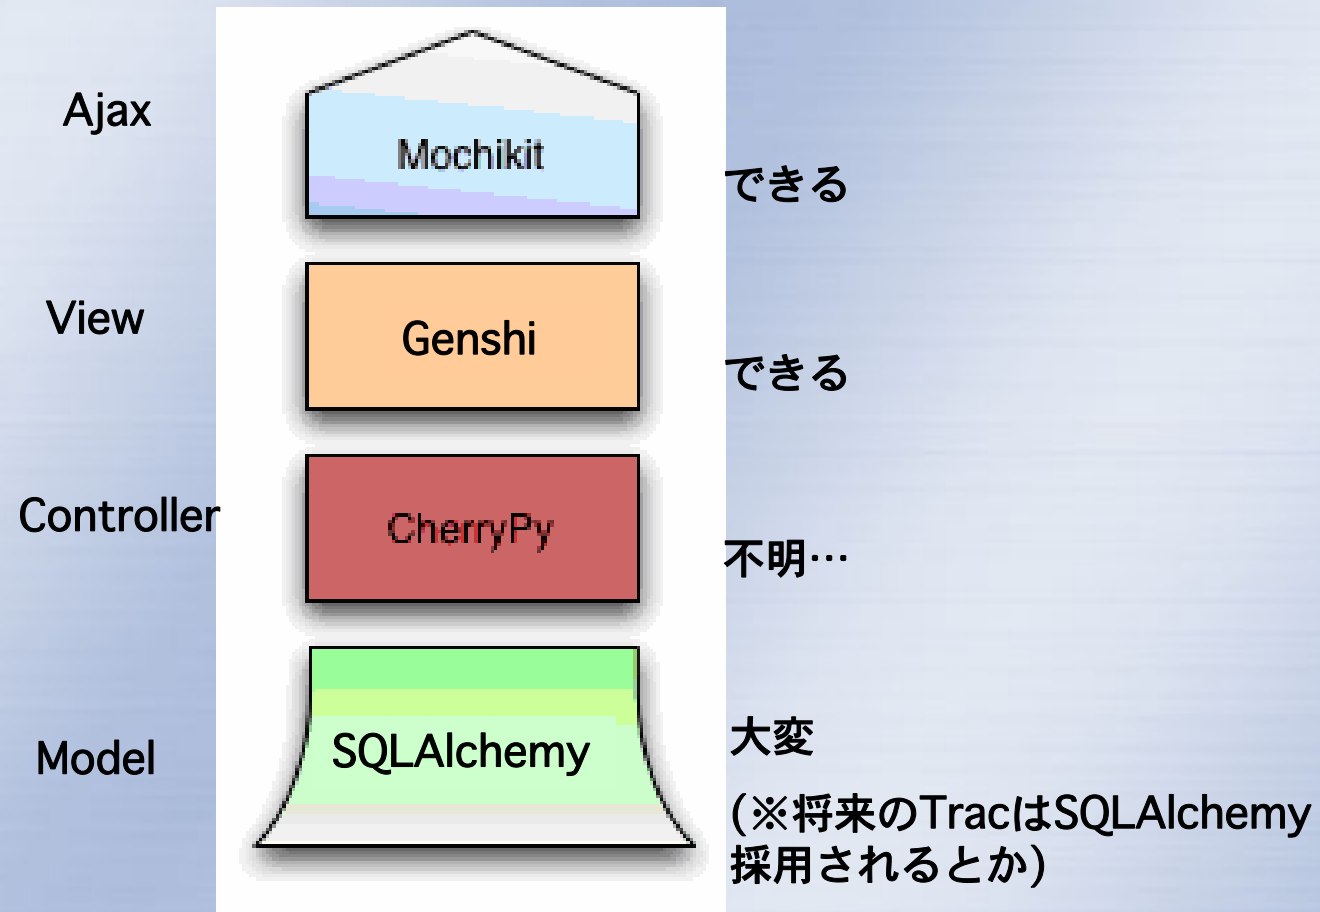 Ajax
Mochikit
できる
View
Genshi
できる
Controller
CherryPy
不明…
Model
SQLAlchemy
大変
(※将来のTracはSQLAlchemy
採用されるとか)